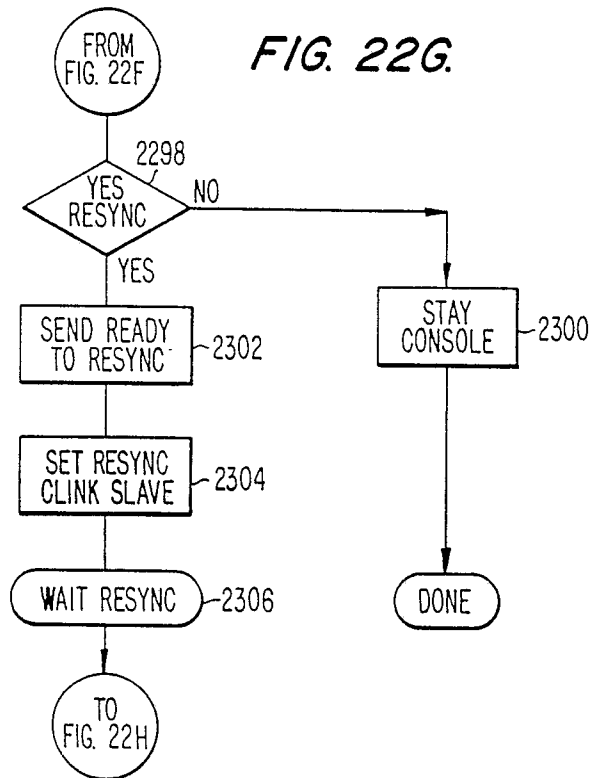 FROM
FIG. 22F
FIG. 22G.
2298
YES
RESYNC
NO
YES
SEND READY
TO RESYNC
2302
STAY
CONSOLE
2300
SET RESYNC
CLINK SLAVE
2304
WAIT RESYNC
2306
DONE
TO
FIG. 22H